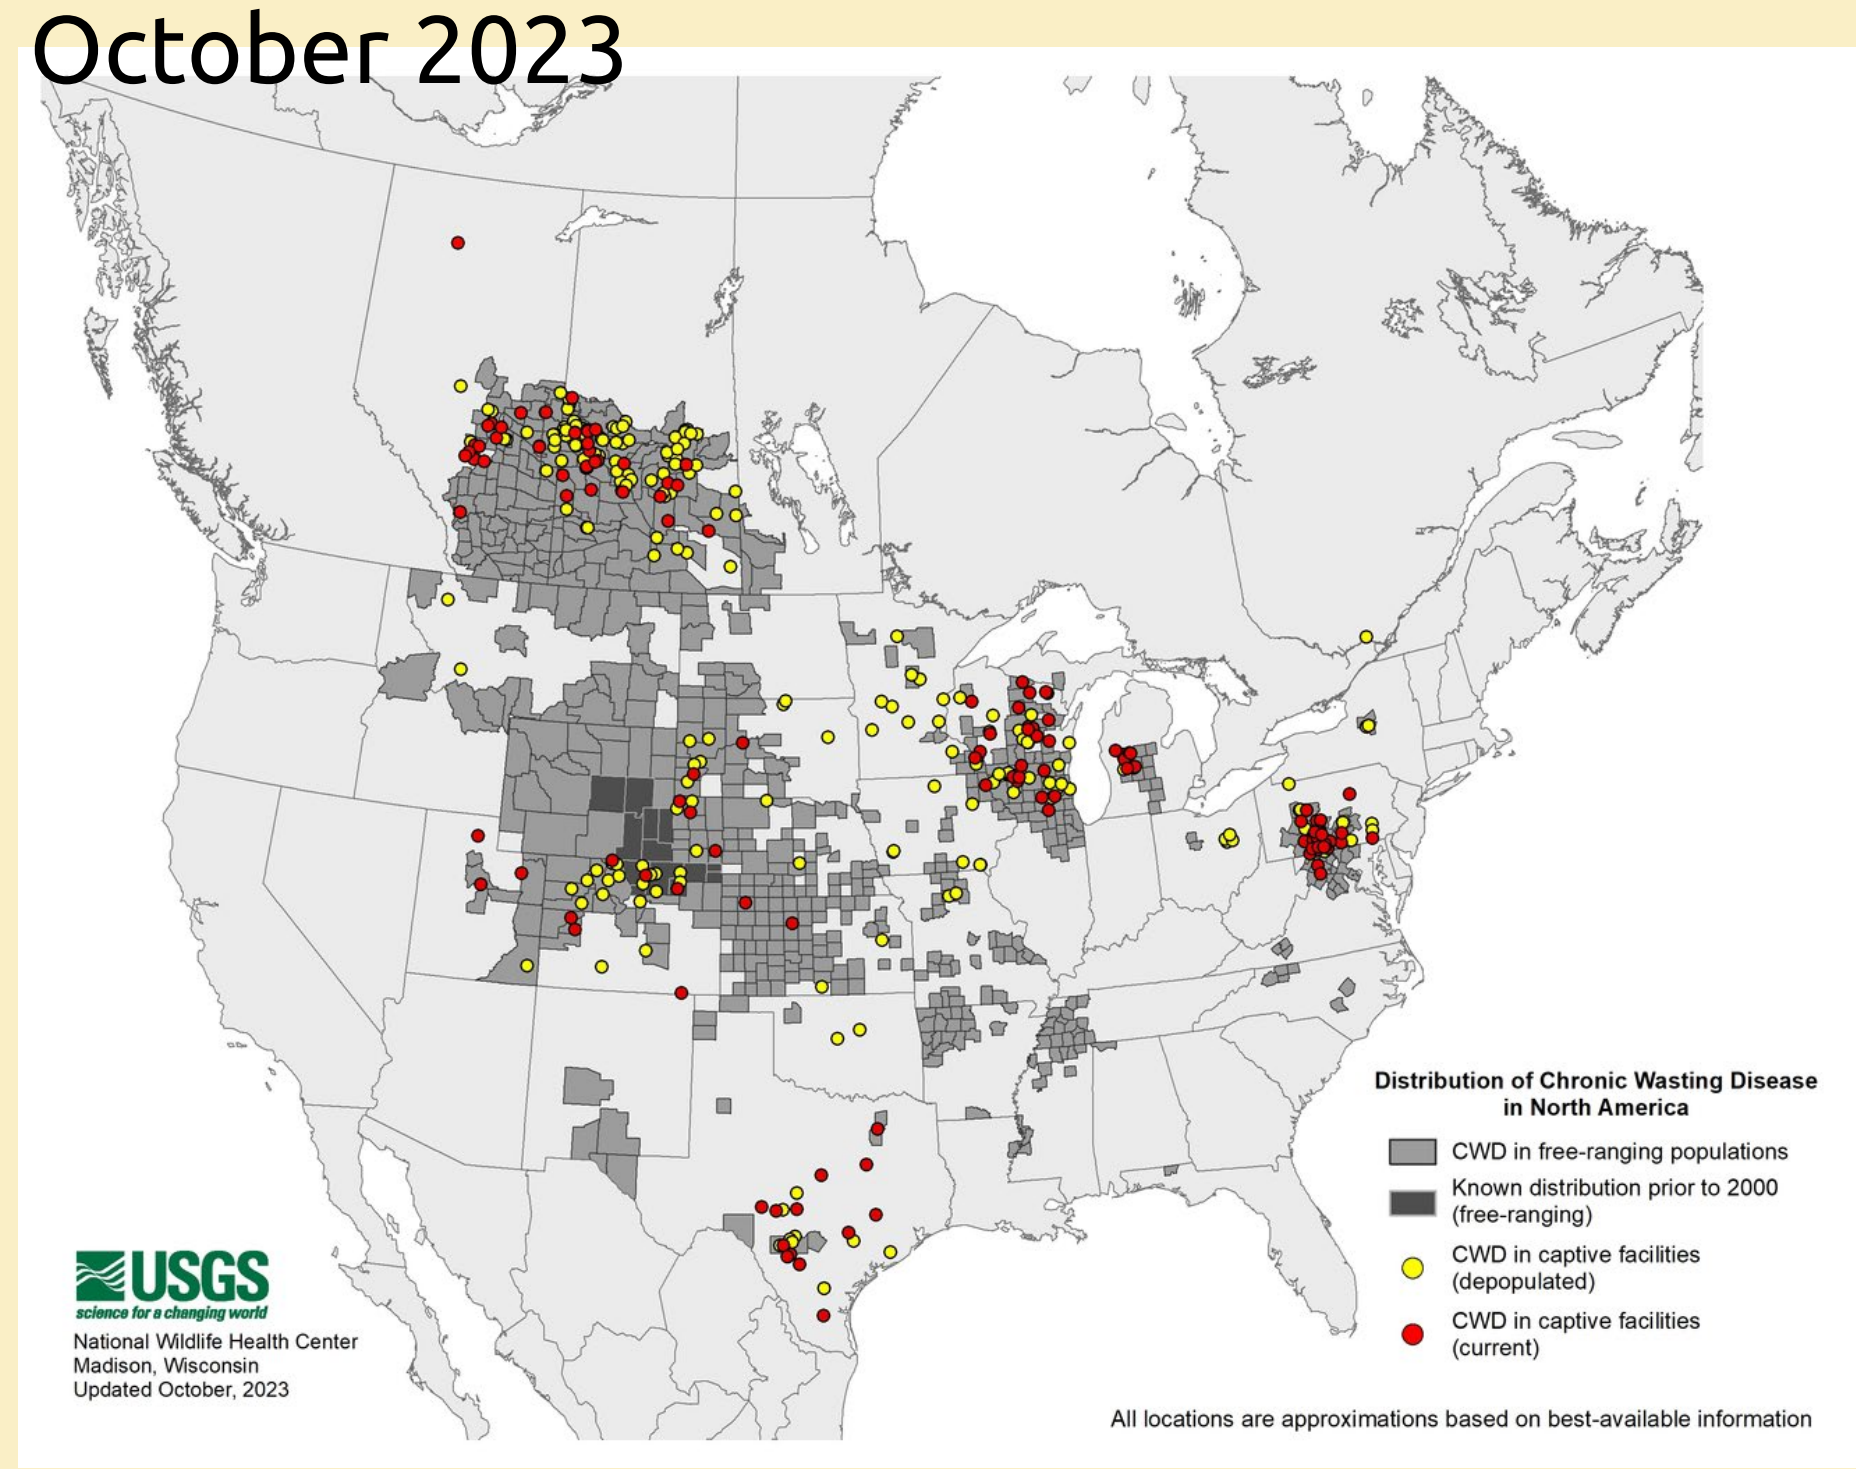 October 2023
Distribution of Chronic Wasting Disease
in North America
CWD in free-ranging populations
Known distribution prior to 2000
(free-ranging)
CWD in captive facilities
(depopulated)
CWD in captive facilities
(current)
USGS
science for a changing world
National Wildlife Health Center
Madison, Wisconsin
Updated October, 2023
All locations are approximations based on best-available information